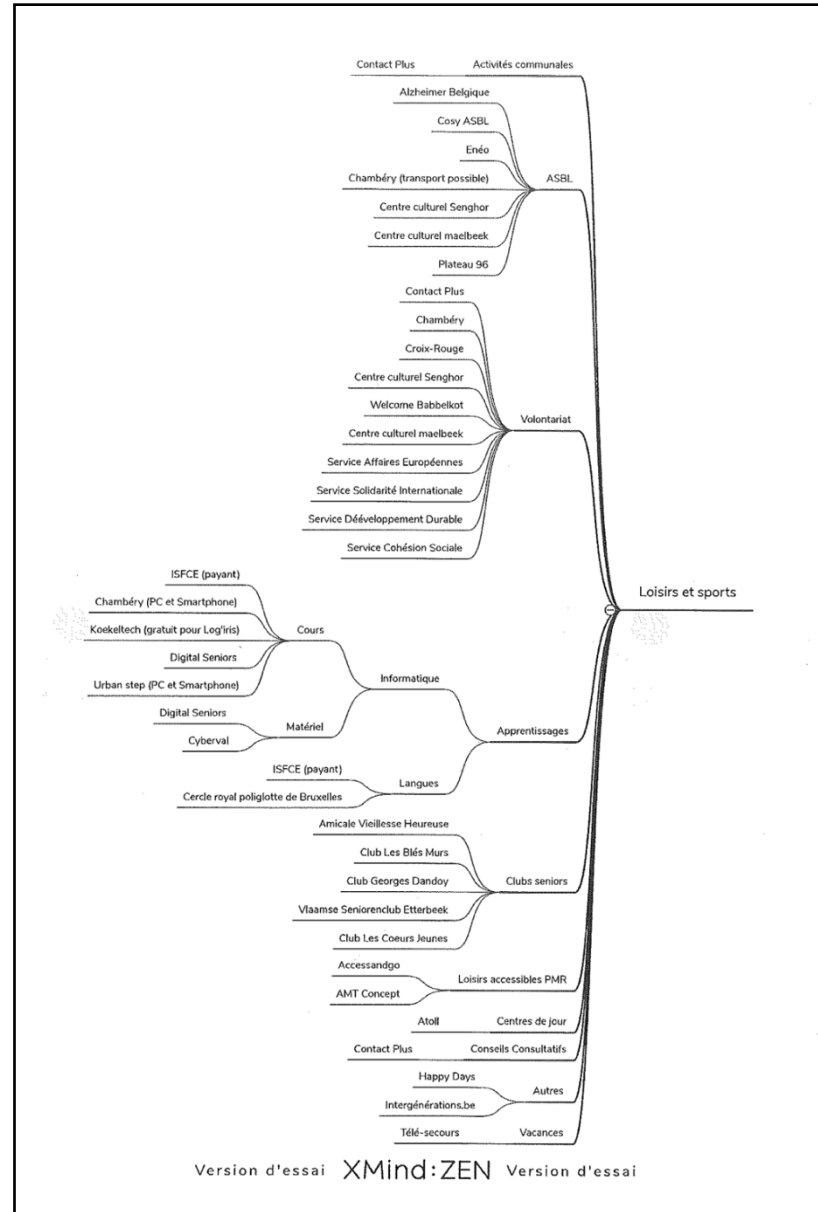 Contact Plus
Activités communales
Alzheimer Belgique
Cosy ASBL
Enéo
Chambéry (transport possible)
ASBL
Centre culturel Senghor
Centre culturel maelbeek
Plateau 96
Contact Plus
Chambéry
Croix-Rouge
Centre culturel Senghor
Welcome Babbelkot
Volontariat
Centre culturel maelbeek
Service Affaires Européennes
Service Solidarité Internationale
Service Dééveloppement Durable
Service Cohésion Sociale
ISFCE (payant)
Loisirs et sports
Chambéry (PC et Smartphone)
Koekeltech (gratuit pour Log'iris)
Cours
Digital Seniors
Urban step (PC et Smartphone)
Informatique
Digital Seniors
Matériel
Cyberval
Apprentissages
ISFCE (payant)
Langues
Cercle royal poliglotte de Bruxelles
Amicale Vieillesse Heureuse
Club Les Blés Murs
Club Georges Dandoy
Clubs seniors
Vlaamse Seniorenclub Etterbeek
Club Les Coeurs Jeunes
Accessandgo
Loisirs accessibles PMR
AMT Concept
Atoll
Centres de jour
Contact Plus
Conseils Consultatifs
Happy Days
Autres
Intergénérations.be
Télé-secours
Vacances
Version d'essai XMind:ZEN Version d'essai